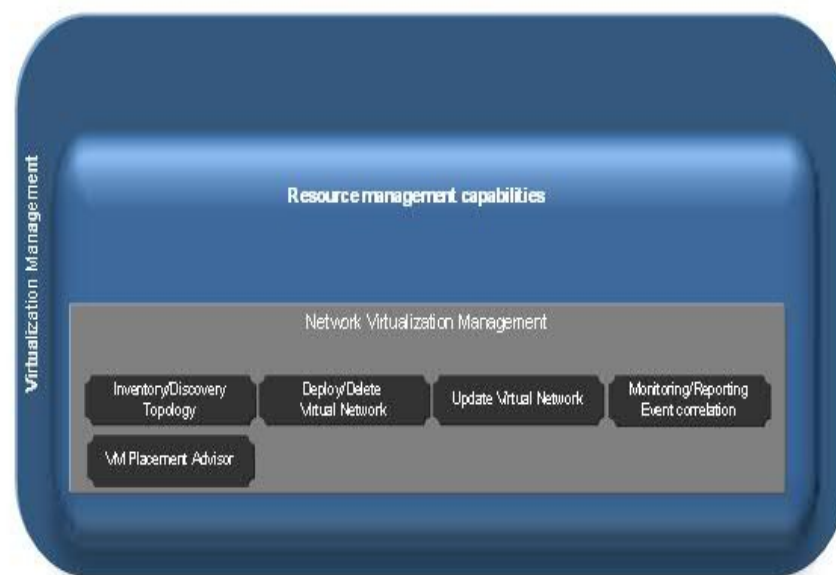 Virtualization Management
Resource management capabilities
Network Virtualization Management
Inventory/Discovery
Topology
Deploy/Delete
Virtual Network
Update Virtual Network
Monitoring/Reporting
Event correlation
VM Placement Advisor